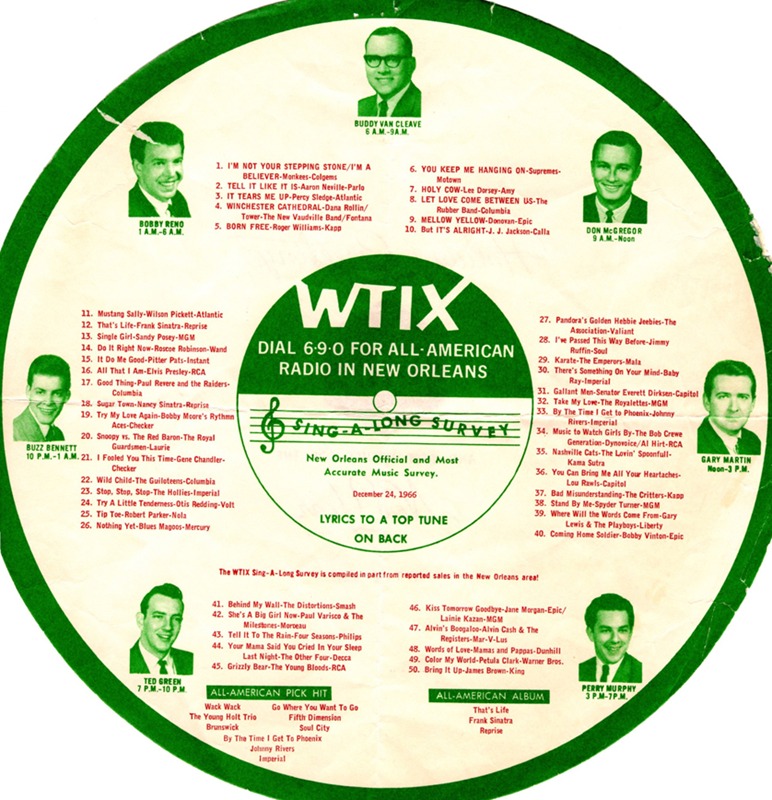 BUDDY VAN CLEAVE
6 A.M.-9A.M.
BOBBY RENO
1 A.M.-6 A.M.
DON McGREGOR
9 A.M.-Noon
1. I'M NOT YOUR STEPPING STONE/I'M A
BELIEVER-Monkees-Colgems
2. TELL IT LIKE IT IS-Aaron Neville-Parlo
3. IT TEARS ME UP-Percy Sledge-Atlantic
4. WINCHESTER CATHEDRAL-Dana Rollin/
Tower-The New Vaudville Band/Fontana
5. BORN FREE-Roger Williams-Kapp
6. YOU KEEP ME HANGING ON-Supremes-
Motown
7. HOLY COW-Lee Dorsey-Amy
8. LET LOVE COME BETWEEN US-The
Rubber Band-Columbia
9. MELLOW YELLOW-Donovan-Epic
10. But IT'S ALRIGHT-J. J. Jackson-Calla
WTIX
DIAL 6·9·0 FOR ALL-AMERICAN
RADIO IN NEW ORLEANS
SING-A-LONG SURVEY
New Orleans Official and Most
Accurate Music Survey.
December 24, 1966
LYRICS TO A TOP TUNE
ON BACK
11. Mustang Sally-Wilson Pickett-Atlantic
12. That's Life-Frank Sinatra-Reprise
13. Single Girl-Sandy Posey-MGM
14. Do It Right Now-Roscoe Robinson-Wand
15. It Do Me Good-Pitter Pats-Instant
16. All That I Am-Elvis Presley-RCA
17. Good Thing-Paul Revere and the Raiders-
Columbia
18. Sugar Town-Nancy Sinatra-Reprise
19. Try My Love Again-Bobby Moore's Rythmn
Aces-Checker
20. Snoopy vs. The Red Baron-The Royal
Guardsmen-Laurie
21. I Fooled You This Time-Gene Chandler-
Checker
22. Wild Child-The Guilloteens-Columbia
23. Stop, Stop, Stop-The Hollies-Imperial
24. Try A Little Tenderness-Otis Redding-Volt
25. Tip Toe-Robert Parker-Nola
26. Nothing Yet-Blues Magoos-Mercury
BUZZ BENNETT
10 P.M.-1 A.M.
27. Pandora's Golden Hebbie Jeebies-The
Association-Valiant
28. I've Passed This Way Before-Jimmy
Ruffin-Soul
29. Karate-The Emperors-Mala
30. There's Something On Your Mind-Baby
Ray-Imperial
31. Gallant Men-Senator Everett Dirksen-Capitol
32. Take My Love-The Royalettes-MGM
33. By The Time I Get to Phoenix-Johnny
Rivers-Imperial
34. Music to Watch Girls By-The Bob Crewe
Generation-Dynovoice/Al Hirt-RCA
35. Nashville Cats-The Lovin' Spoonfull-
Kama Sutra
36. You Can Bring Me All Your Heartaches-
Lou Rawls-Capitol
37. Bad Misunderstanding-The Critters-Kapp
38. Stand By Me-Spyder Turner-MGM
39. Where Will the Words Come From-Gary
Lewis & The Playboys-Liberty
40. Coming Home Soldier-Bobby Vinton-Epic
GARY MARTIN
Noon-3 P.M.
The WTIX Sing-A-Long Survey is compiled in part from reported sales in the New Orleans area!
41. Behind My Wall-The Distortions-Smash
42. She's A Big Girl Now-Paul Varisco & The
Milestones-Morceau
43. Tell It To The Rain-Four Seasons-Philips
44. Your Mama Said You Cried In Your Sleep
Last Night-The Other Four-Decca
45. Grizzly Bear-The Young Bloods-RCA
46. Kiss Tomorrow Goodbye-Jane Morgan-Epic/
Lainie Kazan-MGM
47. Alvin's Boogaloo-Alvin Cash & The
Registers-Mar-V-Lus
48. Words of Love-Mamas and Pappas-Dunhill
49. Color My World-Petula Clark-Warner Bros.
50. Bring It Up-James Brown-King
TED GREEN
7 P.M.-10 P.M.
PERRY MURPHY
3 P.M-7P.M.
ALL-AMERICAN PICK HIT
Wack Wack
The Young Holt Trio
Brunswick
Go Where You Want To Go
Fifth Dimension
Soul City
By The Time I Get To Phoenix
Johnny Rivers
Imperial
ALL-AMERICAN ALBUM
That's Life
Frank Sinatra
Reprise